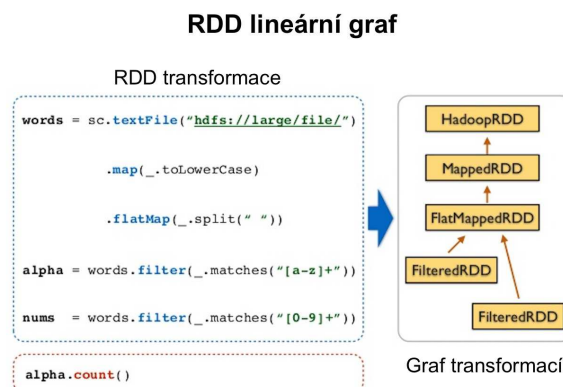 RDD lineární graf
RDD transformace
words = sc.textFile(“hdfs://large/file/”)
.map(_.toLowerCase)
.flatMap(_.split(“ “))
alpha = words.filter(_.matches(“[a-z]+”))
nums = words.filter(_.matches(“[0-9]+”))
alpha.count()
HadoopRDD
MappedRDD
FlatMappedRDD
FilteredRDD
FilteredRDD
Graf transformací